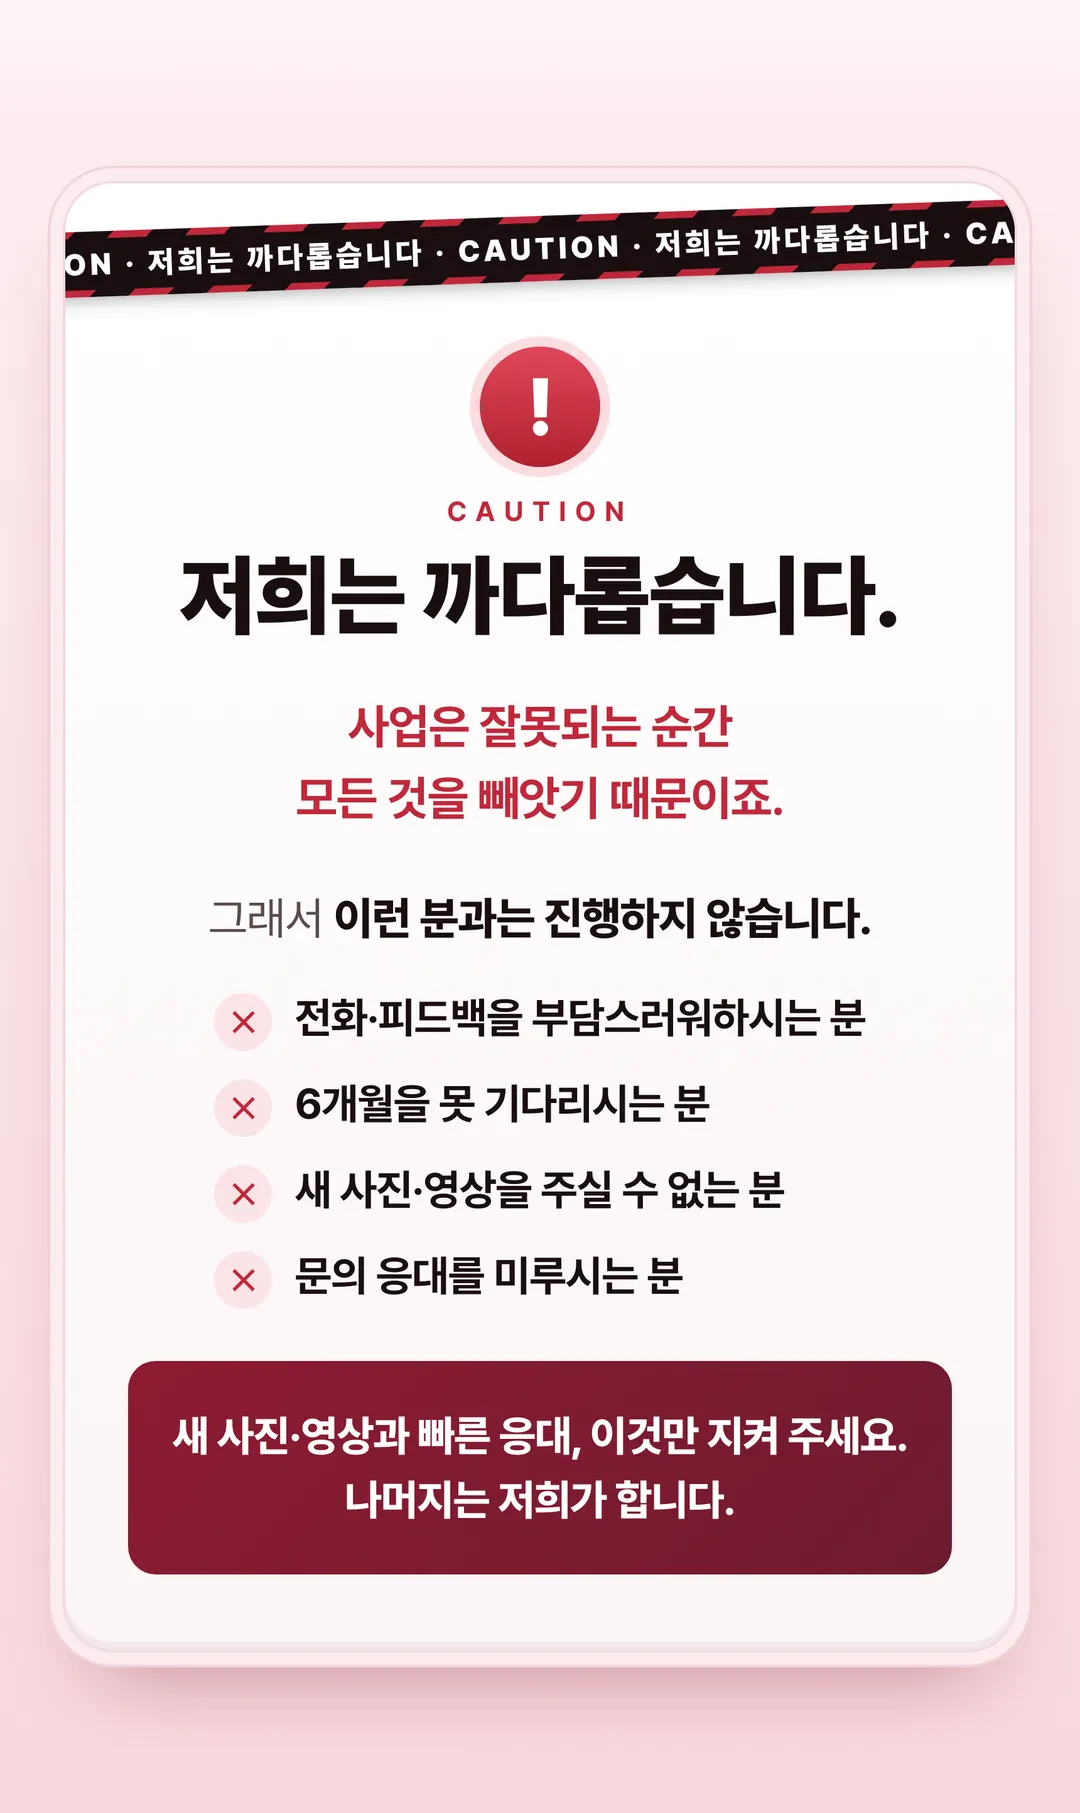 ON · 저희는 까다롭습니다 · CAUTION · 저희는 까다롭습니다 · CA
!
CAUTION
저희는 까다롭습니다.
사업은 잘못되는 순간
모든 것을 빼앗기 때문이죠.
그래서 이런 분과는 진행하지 않습니다.
전화·피드백을 부담스러워하시는 분
6개월을 못 기다리시는 분
새 사진·영상을 주실 수 없는 분
문의 응대를 미루시는 분
새 사진·영상과 빠른 응대, 이것만 지켜 주세요.
나머지는 저희가 합니다.